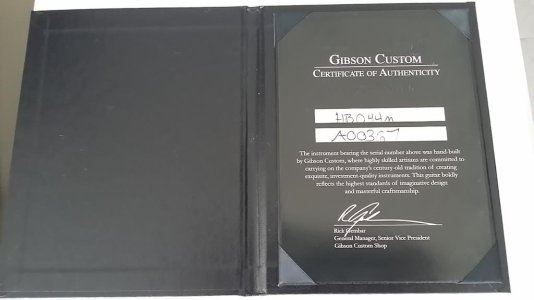 GIBSON CUSTOM
CERTIFICATE OF AUTHENTICITY
The instrument bearing the serial number above was hand-built
by Gibson Custom, where highly skilled artisans are committed to
carrying on the company's century-old tradition of creating
exquisite, investment-quality instruments. This guitar boldly
reflects the highest standards of imaginative design
and masterful craftsmanship.
Rick Gembar
General Manager, Senior Vice President
Gibson Custom Shop